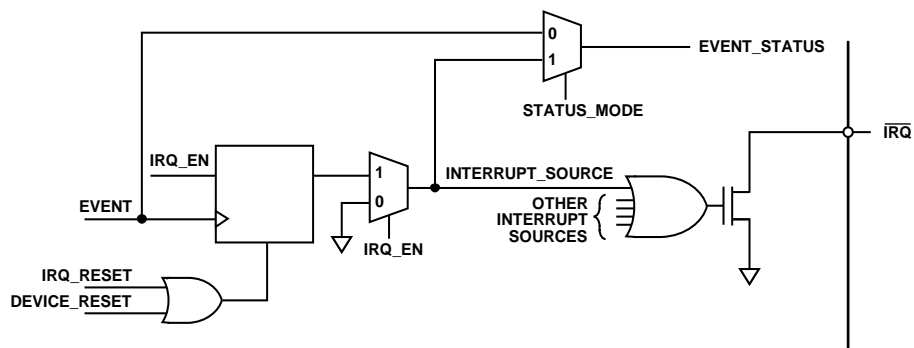 0
EVENT_STATUS
1
STATUS_MODE
IRQ
IRQ_EN
1
INTERRUPT_SOURCE
0
OTHER
INTERRUPT
SOURCES
EVENT
IRQ_EN
IRQ_RESET
DEVICE_RESET